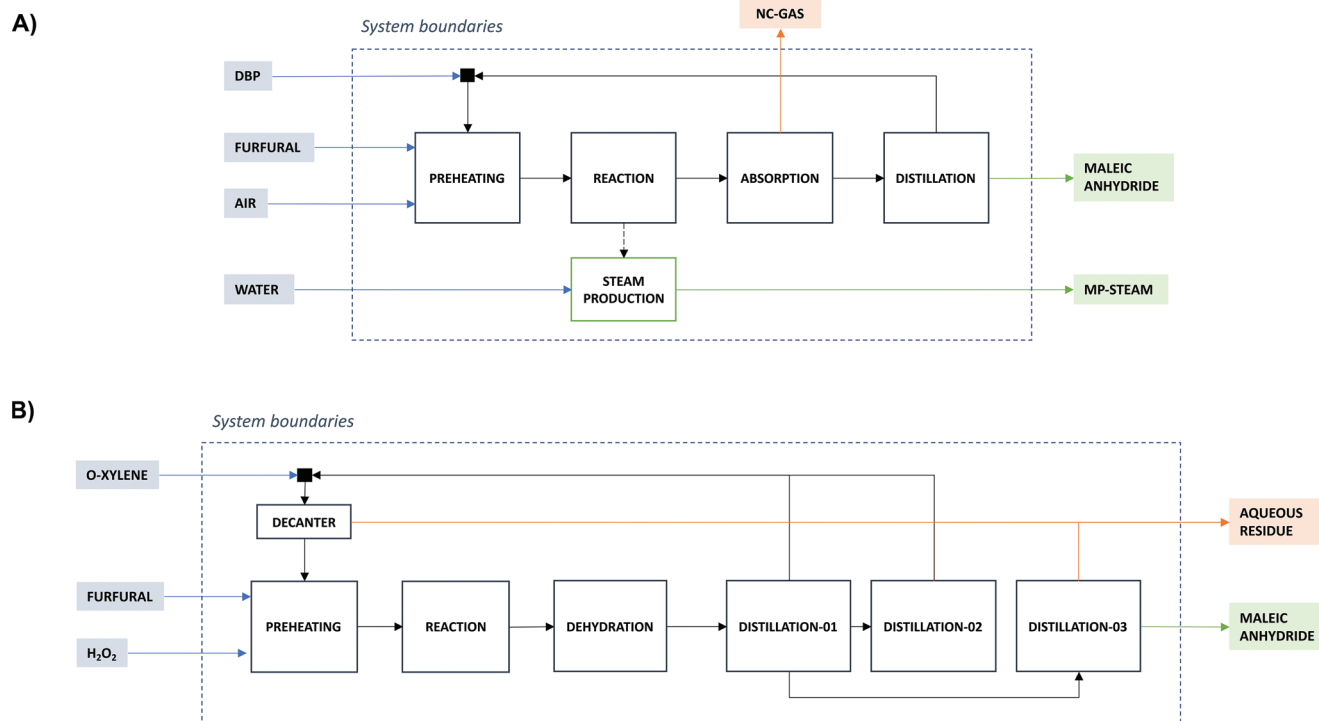 A)
System boundaries
NC-GAS
DBP
FURFURAL
AIR
WATER
PREHEATING
REACTION
ABSORPTION
DISTILLATION
STEAM
PRODUCTION
MALEIC
ANHYDRIDE
MP-STEAM
B)
System boundaries
O-XYLENE
DECANTER
AQUEOUS
RESIDUE
FURFURAL
H₂O₂
PREHEATING
REACTION
DEHYDRATION
DISTILLATION-01
DISTILLATION-02
DISTILLATION-03
MALEIC
ANHYDRIDE